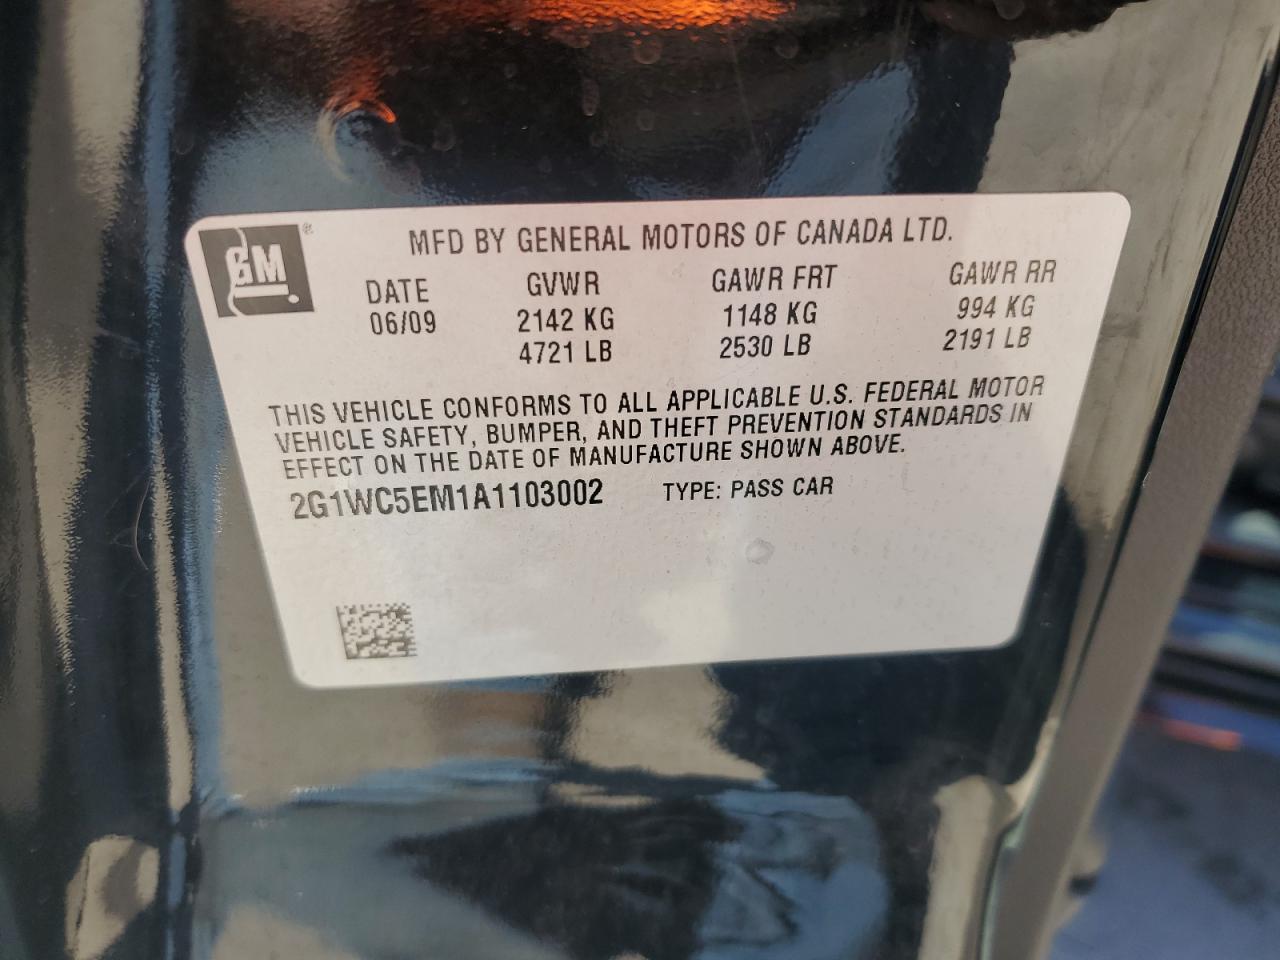 GM ®
MFD BY GENERAL MOTORS OF CANADA LTD.
DATE GVWR GAWR FRT GAWR RR
06/09 2142 KG 1148 KG 994 KG
4721 LB 2530 LB 2191 LB
THIS VEHICLE CONFORMS TO ALL APPLICABLE U.S. FEDERAL MOTOR
VEHICLE SAFETY, BUMPER, AND THEFT PREVENTION STANDARDS IN
EFFECT ON THE DATE OF MANUFACTURE SHOWN ABOVE.
2G1WC5EM1A1103002 TYPE: PASS CAR